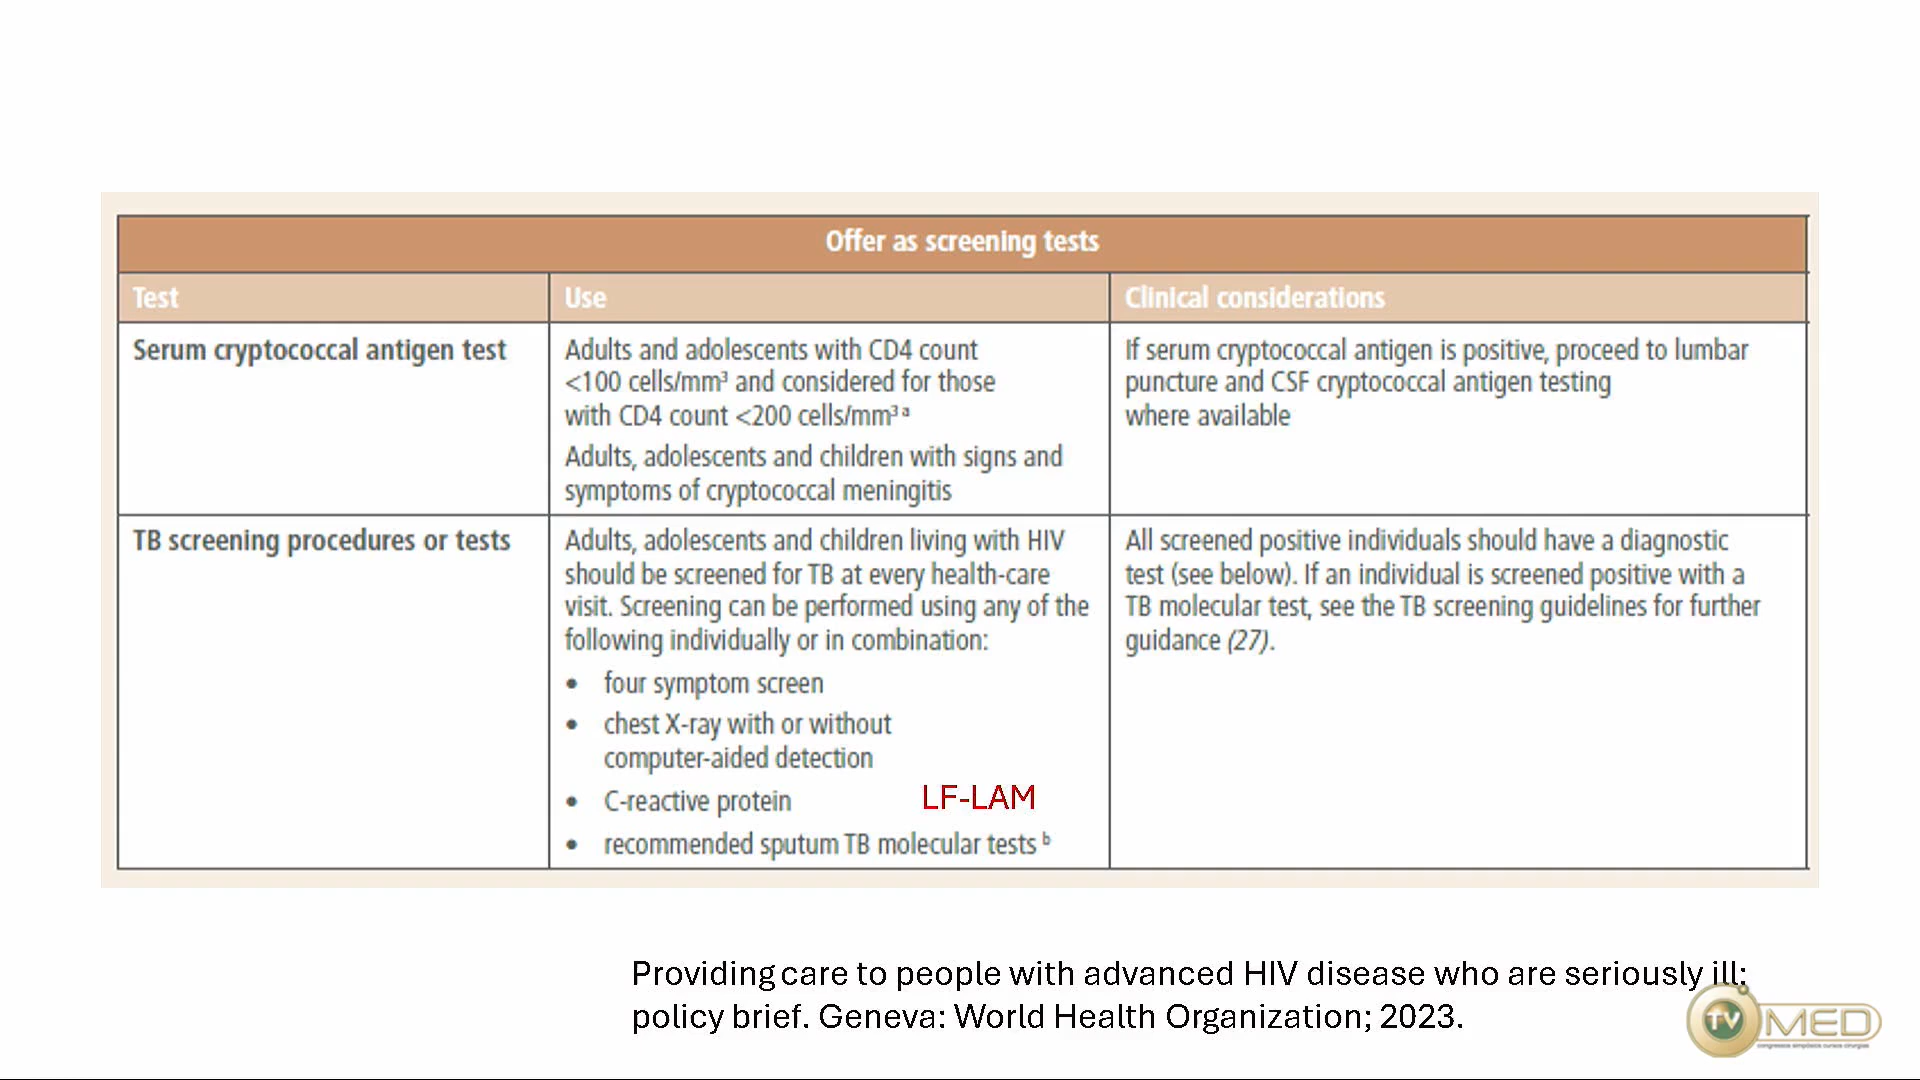 Offer as screening tests
Test
Use
Clinical considerations
Serum cryptococcal antigen test
Adults and adolescents with CD4 count
<100 cells/mm³ and considered for those
with CD4 count <200 cells/mm³ ᵃ
Adults, adolescents and children with signs and
symptoms of cryptococcal meningitis
If serum cryptococcal antigen is positive, proceed to lumbar
puncture and CSF cryptococcal antigen testing
where available
TB screening procedures or tests
Adults, adolescents and children living with HIV
should be screened for TB at every health-care
visit. Screening can be performed using any of the
following individually or in combination:
• four symptom screen
• chest X-ray with or without
computer-aided detection
• C-reactive protein
LF-LAM
• recommended sputum TB molecular tests ᵇ
All screened positive individuals should have a diagnostic
test (see below). If an individual is screened positive with a
TB molecular test, see the TB screening guidelines for further
guidance (27).
Providing care to people with advanced HIV disease who are seriously ill:
policy brief. Geneva: World Health Organization; 2023.
TV MED